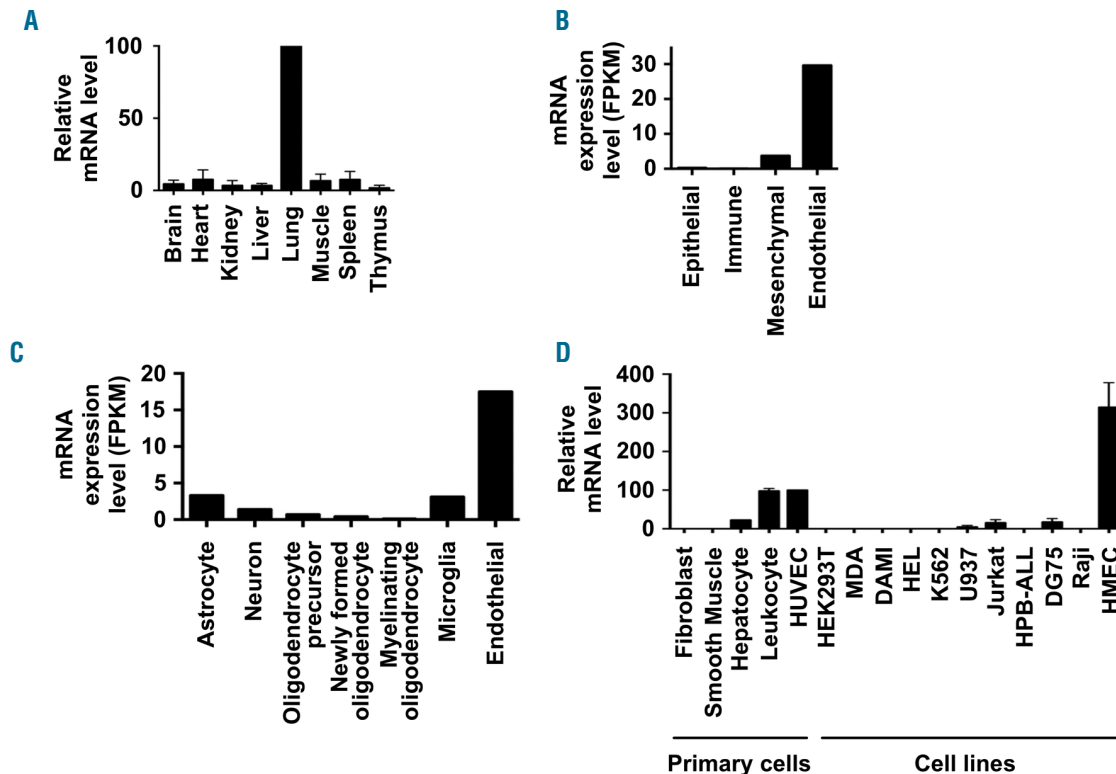 A
Relative
mRNA level
100
50
0
Brain
Heart
Kidney
Liver
Lung
Muscle
Spleen
Thymus
B
mRNA
expression
level (FPKM)
30
20
10
0
Epithelial
Immune
Mesenchymal
Endothelial
C
mRNA
expression
level (FPKM)
20
15
10
5
0
Astrocyte
Neuron
Oligodendrocyte
precursor
Newly formed
oligodendrocyte
Myelinating
oligodendrocyte
Microglia
Endothelial
D
Relative
mRNA level
400
300
200
100
0
Fibroblast
Smooth Muscle
Hepatocyte
Leukocyte
HUVEC
HEK293T
MDA
DAMI
HEL
K562
U937
Jurkat
HPB-ALL
DG75
Raji
HMEC
Primary cells
Cell lines